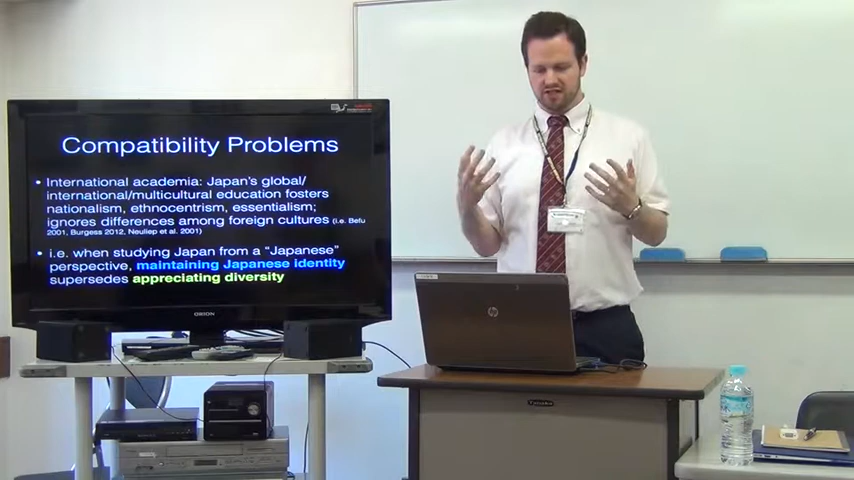 Compatibility Problems
• International academia: Japan's global/
international/multicultural education fosters
nationalism, ethnocentrism, essentialism;
ignores differences among foreign cultures (i.e. Befu
2001, Burgess 2012, Neuliep et al. 2001)
• i.e. when studying Japan from a "Japanese"
perspective, maintaining Japanese identity
supersedes appreciating diversity
ORION
hp